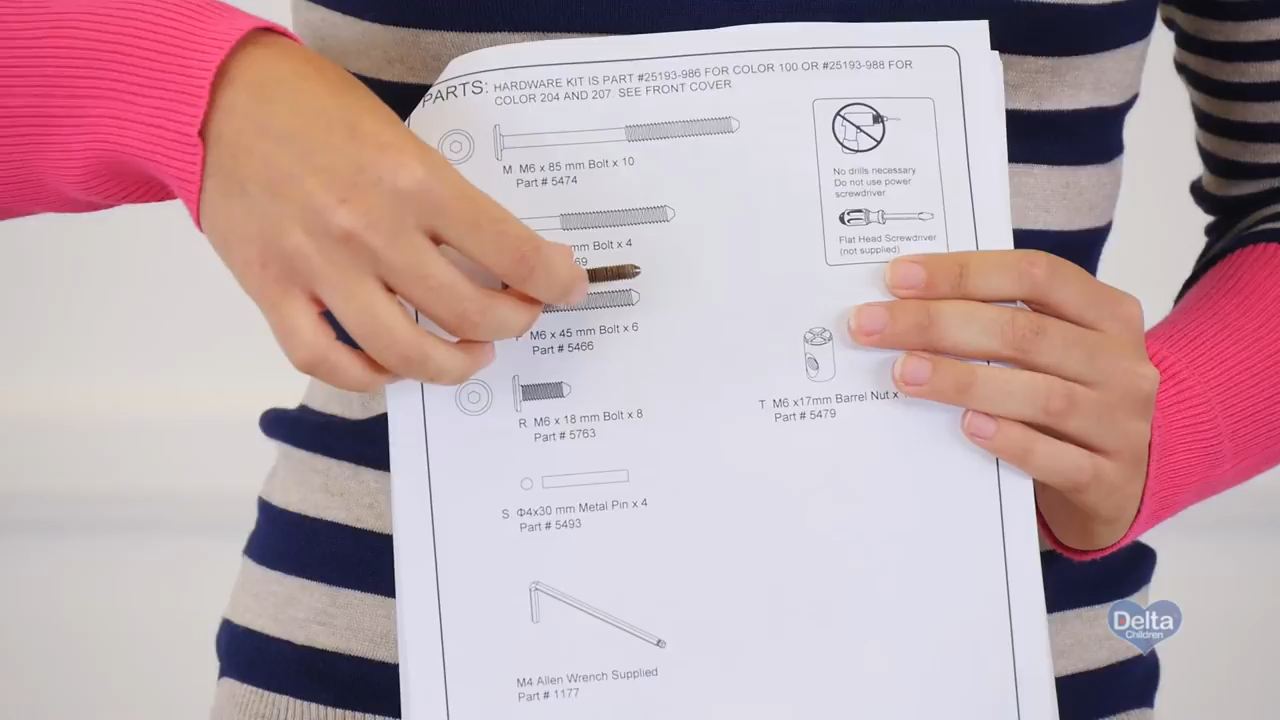 PARTS: HARDWARE KIT IS PART #25193-986 FOR COLOR 100 OR #25193-988 FOR
COLOR 204 AND 207 SEE FRONT COVER
M M6 x 85 mm Bolt x 10
Part # 5474
mm Bolt x 4
69
M6 x 45 mm Bolt x 6
Part # 5466
R M6 x 18 mm Bolt x 8
Part # 5763
S Φ4x30 mm Metal Pin x 4
Part # 5493
M4 Allen Wrench Supplied
Part # 1177
No drills necessary
Do not use power
screwdriver
Flat Head Screwdriver
(not supplied)
T M6 x17mm Barrel Nut x
Part # 5479
Delta
Children